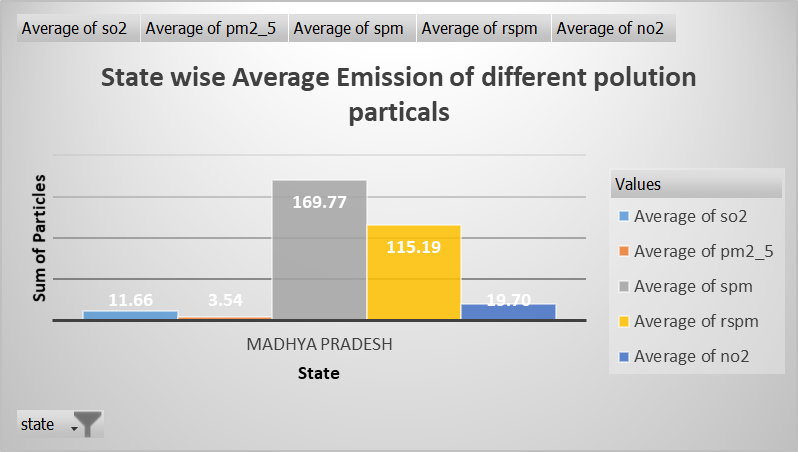 Average of so2 Average of pm2_5 Average of spm Average of rspm Average of no2
State wise Average Emission of different polution
particals
Sum of Particles
169.77
115.19
11.66 3.54 19.70
MADHYA PRADESH
State
Values
Average of so2
Average of pm2_5
Average of spm
Average of rspm
Average of no2
state